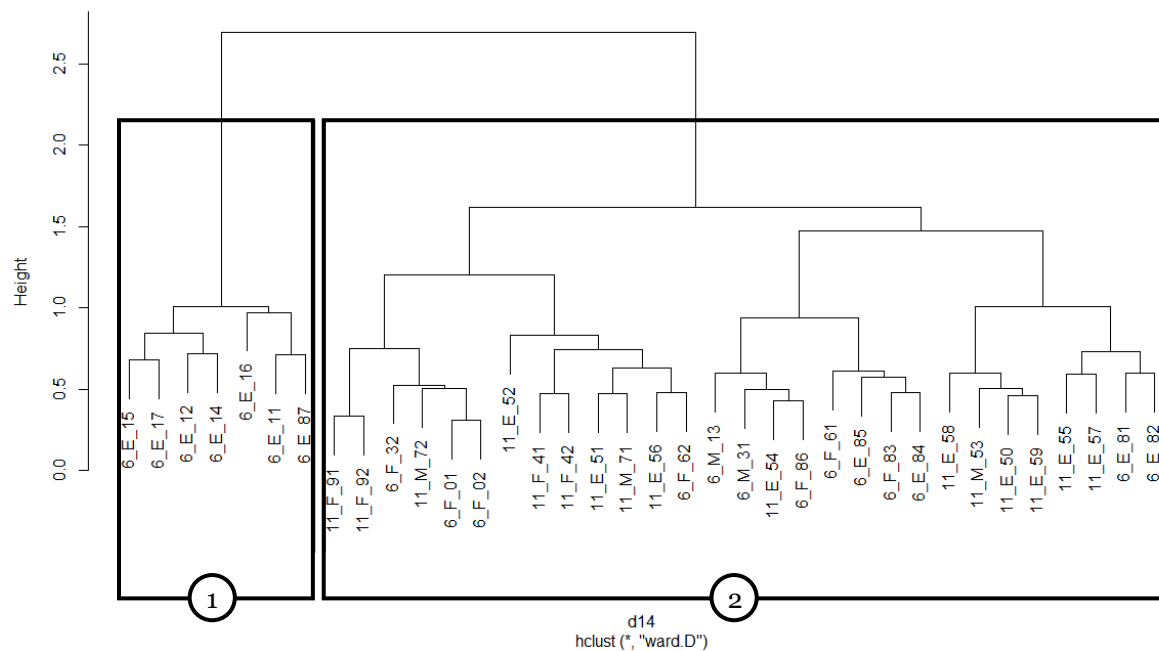 Height
2.5
2.0
1.5
1.0
0.5
0.0
6_E_15
6_E_17
6_E_12
6_E_14
6_E_16
6_E_11
6_E_87
11_F_91
11_F_92
6_F_32
11_M_72
6_F_01
6_F_02
11_E_52
11_F_41
11_F_42
11_E_51
11_M_71
11_E_56
6_F_62
6_M_13
6_M_31
11_E_54
6_F_86
6_F_61
6_E_85
6_F_83
6_E_84
11_E_58
11_M_53
11_E_50
11_E_59
11_E_55
11_E_57
6_E_81
6_E_82
1
2
d14
hclust (*, "ward.D")